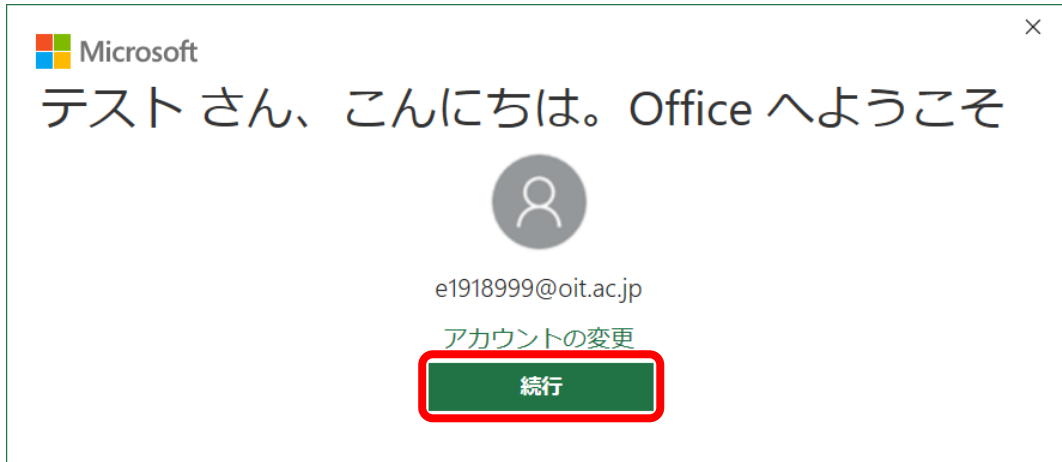 Microsoft
テスト さん、こんにちは。Office へようこそ
e1918999@oit.ac.jp
アカウントの変更
続行